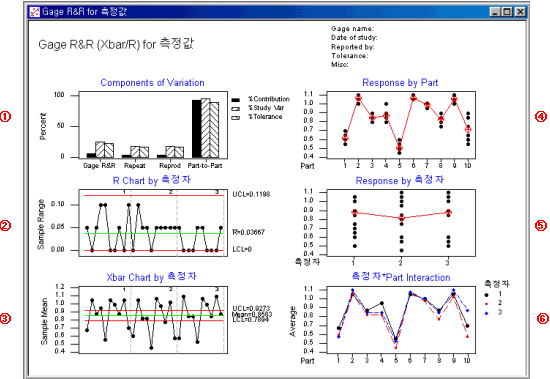 Gage R&R for 측정값
Gage R&R (Xbar/R) for 측정값
Gage name:
Date of study:
Reported by:
Tolerance:
Misc:
①
Components of Variation
Percent
100
50
0
Gage R&R Repeat Reprod Part-to-Part
%Contribution
%Study Var
%Tolerance
④
Response by Part
1.1
1.0
0.9
0.8
0.7
0.6
0.5
0.4
Part 1 2 3 4 5 6 7 8 9 10
②
R Chart by 측정자
Sample Range
0.10
0.05
0.00
1 2 3
UCL=0.1198
R=0.03667
LCL=0
⑤
Response by 측정자
1.1
1.0
0.9
0.8
0.7
0.6
0.5
0.4
측정자 1 2 3
③
Xbar Chart by 측정자
Sample Mean
1.2
1.1
1.0
0.9
0.8
0.7
0.6
0.5
0.4
1 2 3
UCL=0.9273
Mean=0.8583
LCL=0.7894
⑥
측정자*Part Interaction
Average
1.1
1.0
0.9
0.8
0.7
0.6
0.5
0.4
Part 1 2 3 4 5 6 7 8 9 10
측정자
1
2
3